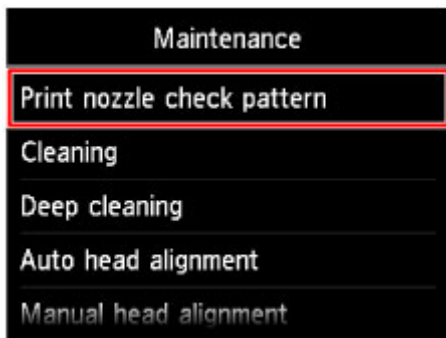 Maintenance
Print nozzle check pattern
Cleaning
Deep cleaning
Auto head alignment
Manual head alignment